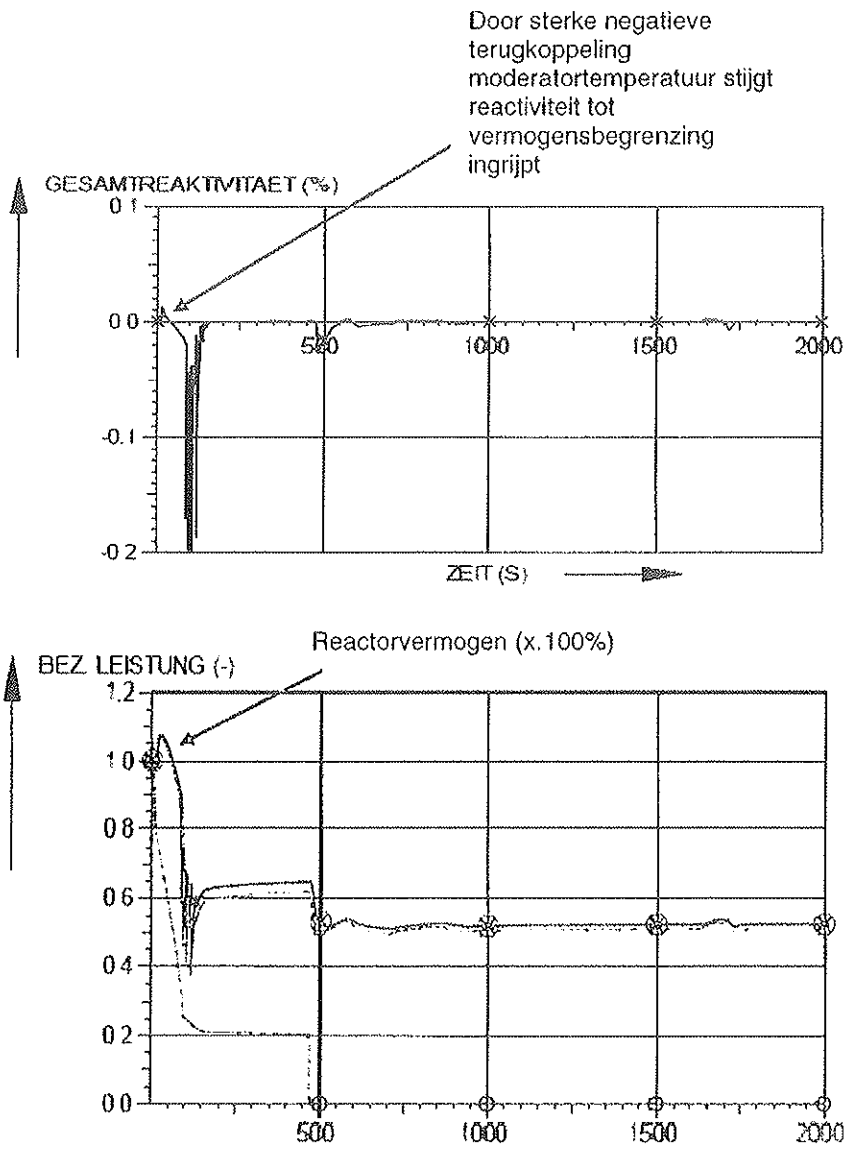 Door sterke negatieve
terugkoppeling
moderatortemperatuur stijgt
reactiviteit tot
vermogensbegrenzing
ingrijpt
GESAMTREAKTIVITAET (%)
0.1
0.0
500
1000
1500
2000
-0.1
-0.2
ZEIT (S)
Reactorvermogen (x.100%)
BEZ. LEISTUNG (-)
1.2
1.0
0.8
0.6
0.4
0.2
0.0
500
1000
1500
2000